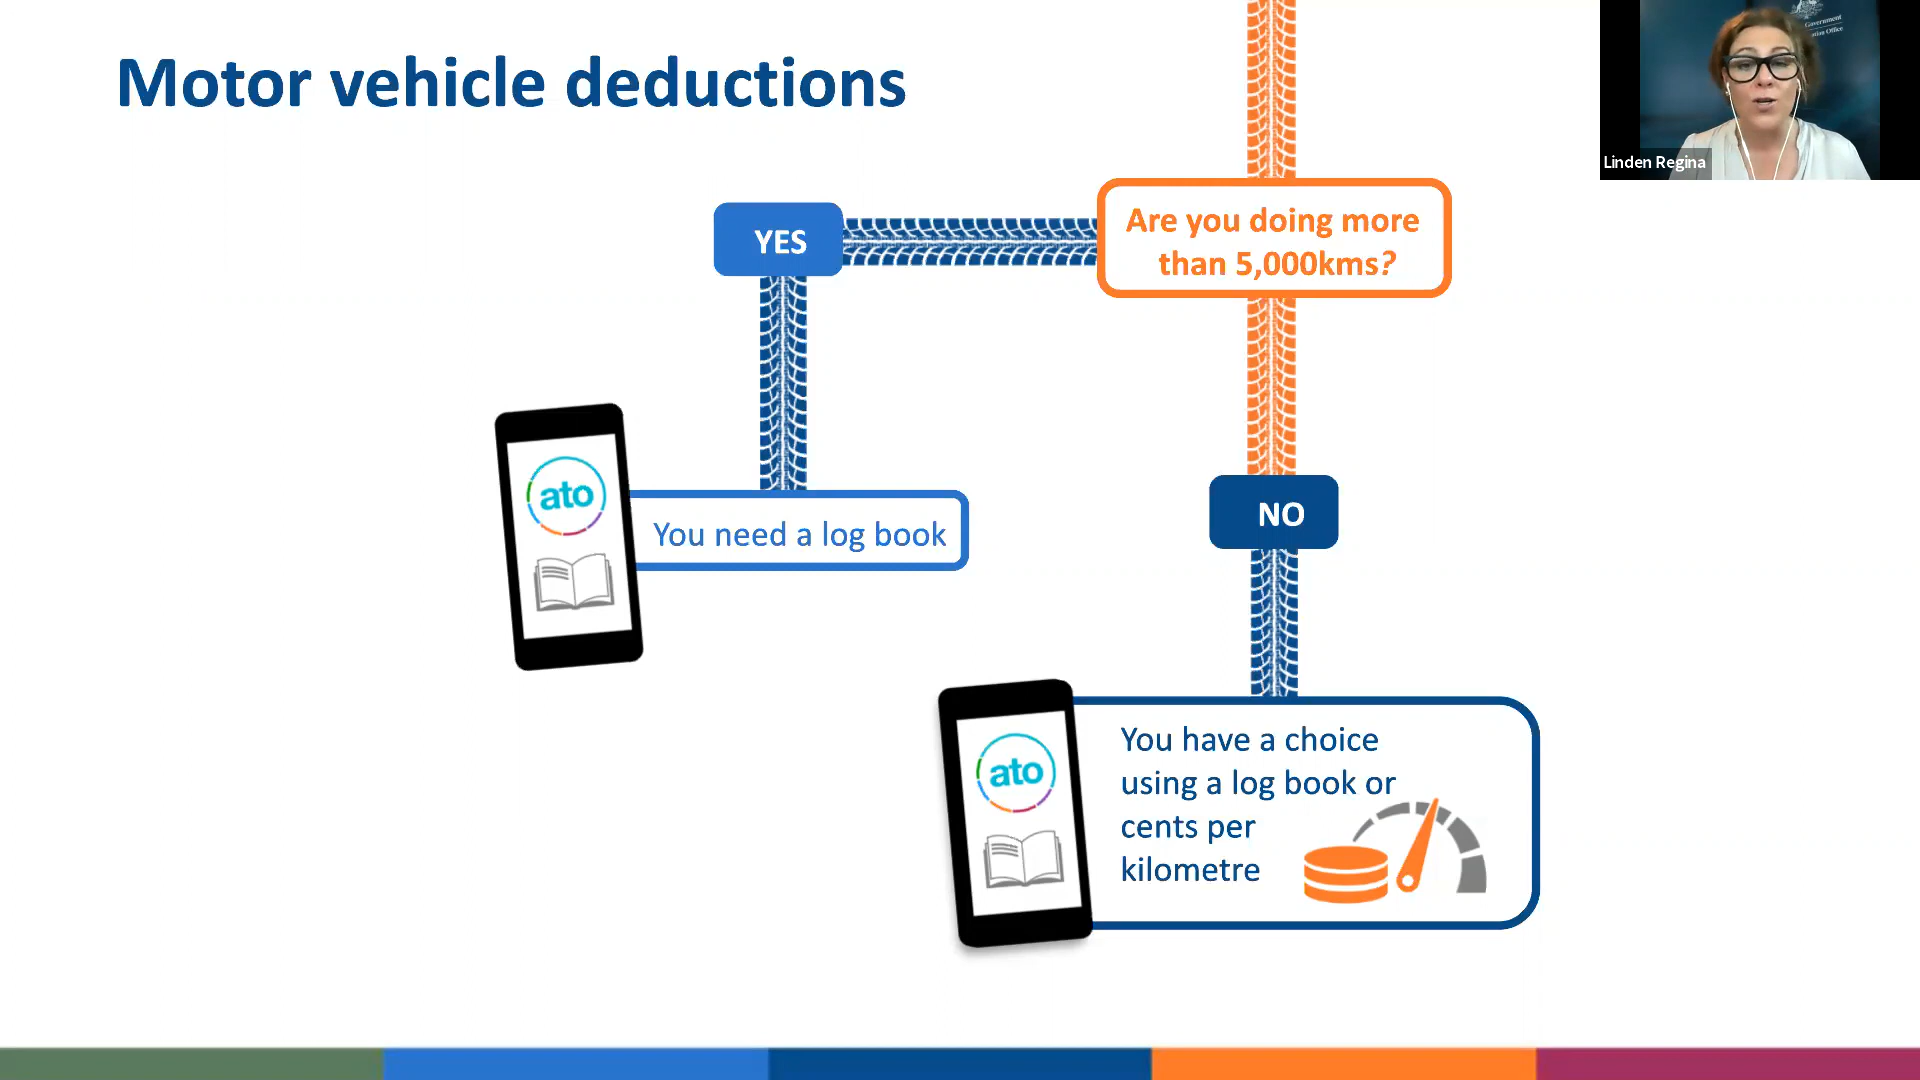 Motor vehicle deductions
Government
Linden Regina
Are you doing more
than 5,000kms?
YES
ato
You need a log book
NO
ato
You have a choice
using a log book or
cents per
kilometre